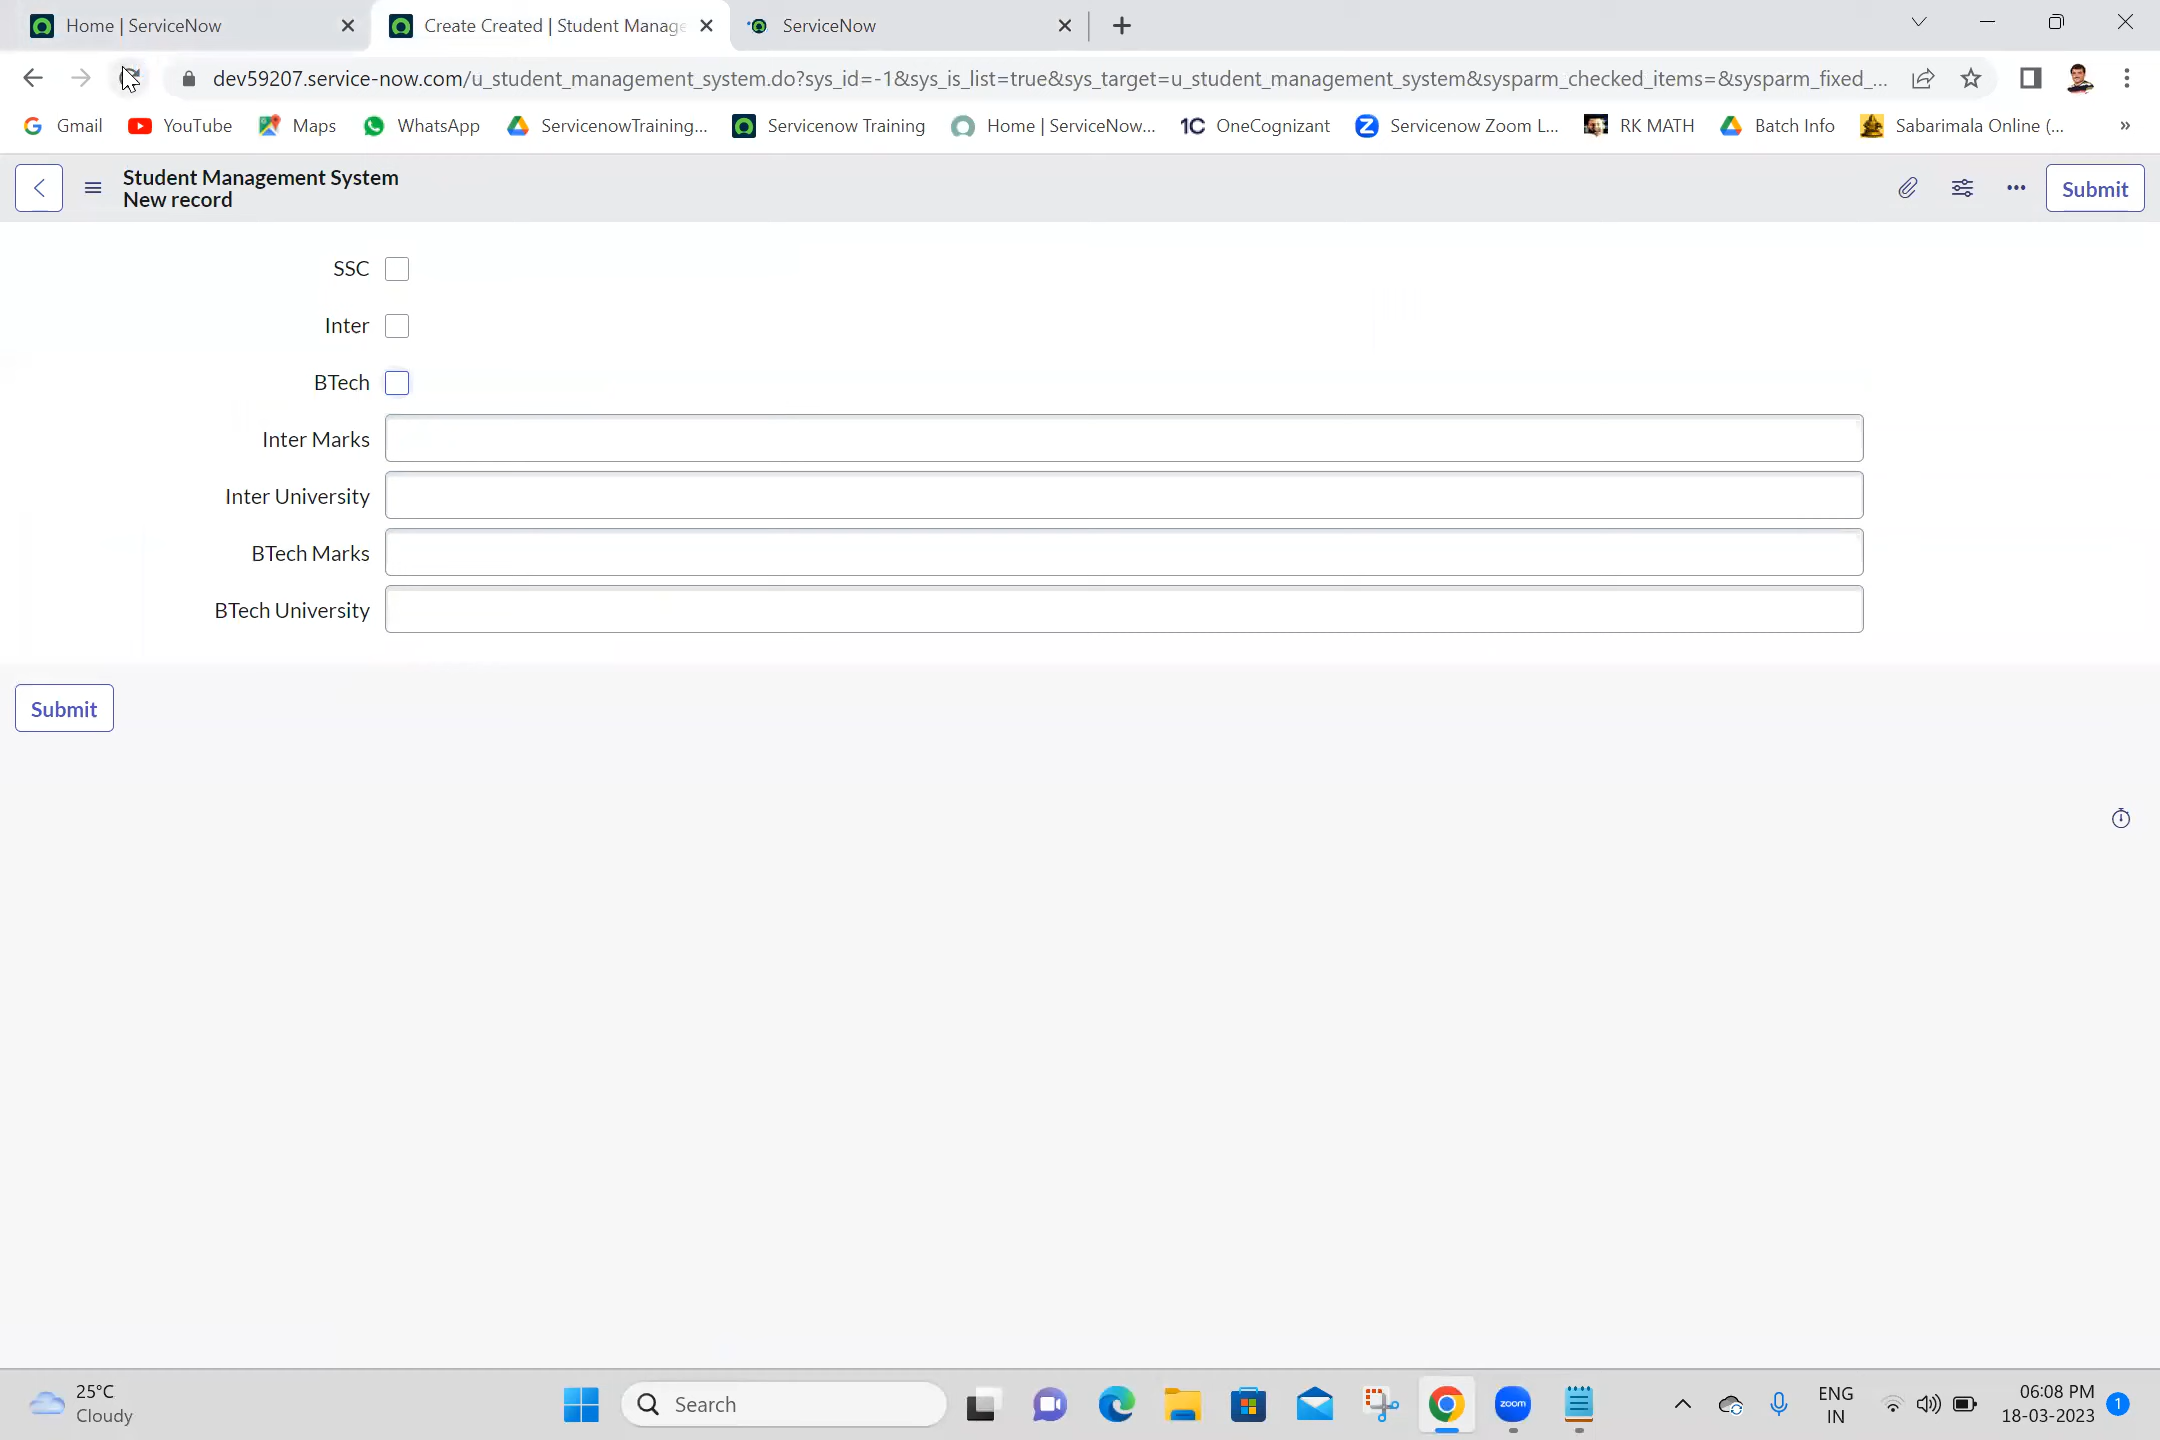 Home | ServiceNow
Create Created | Student Manage
ServiceNow
dev59207.service-now.com/u_student_management_system.do?sys_id=-1&sys_is_list=true&sys_target=u_student_management_system&sysparm_checked_items=&sysparm_fixed_...
Gmail YouTube Maps WhatsApp ServicenowTraining... Servicenow Training Home | ServiceNow... 1C OneCognizant Servicenow Zoom L... RK MATH Batch Info Sabarimala Online (... »
Student Management System
New record
Submit
SSC
Inter
BTech
Inter Marks
Inter University
BTech Marks
BTech University
Submit
25°C
Cloudy
Search
zoom
ENG
IN
06:08 PM
18-03-2023
1